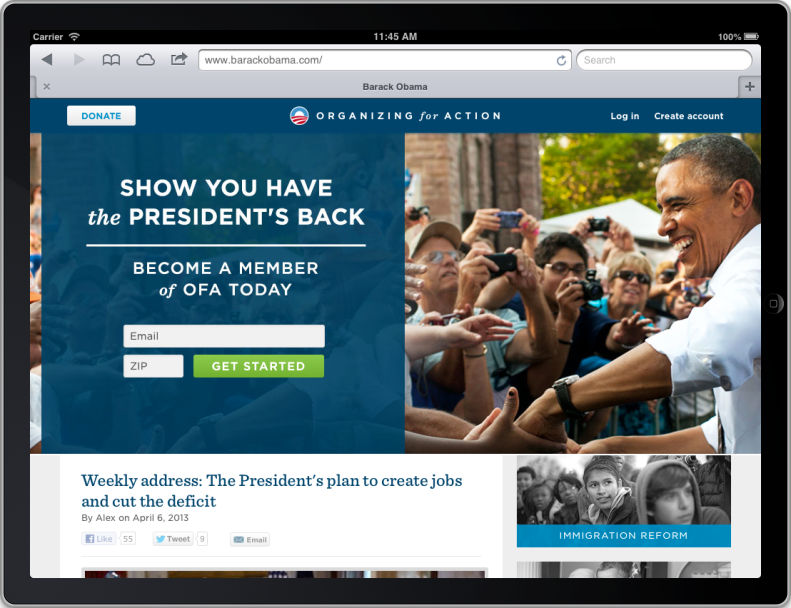 Carrier
11:45 AM
100%
www.barackobama.com/
Search
Barack Obama
DONATE
ORGANIZING for ACTION
Log in
Create account
SHOW YOU HAVE
the PRESIDENT'S BACK
BECOME A MEMBER
of OFA TODAY
Email
ZIP
GET STARTED
Weekly address: The President's plan to create jobs
and cut the deficit
By Alex on April 6, 2013
Like 55
Tweet 9
Email
IMMIGRATION REFORM